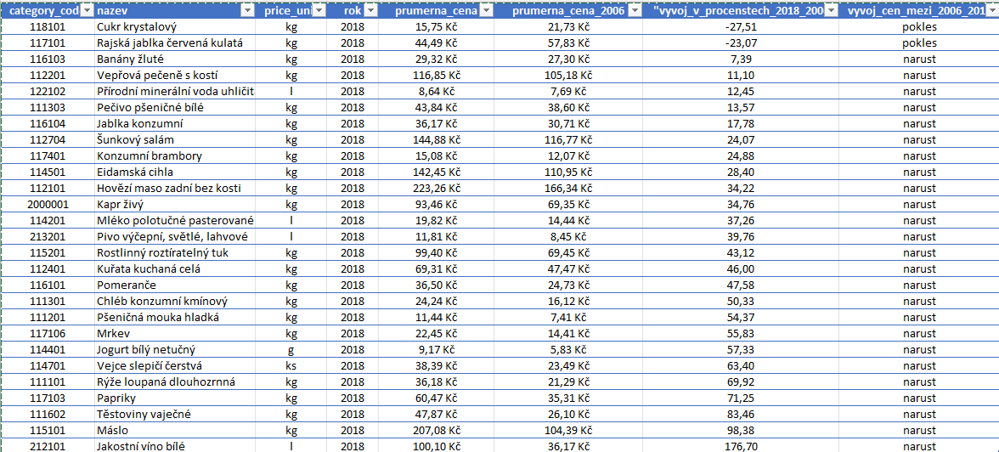 category_cod nazev price_uni rok prumerna_cena prumerna_cena_2006 "vyvoj_v_procenstech_2018_200 vyvoj_cen_mezi_2006_201
118101 Cukr krystalový kg 2018 15,75 Kč 21,73 Kč -27,51 pokles
117101 Rajská jablka červená kulatá kg 2018 44,49 Kč 57,83 Kč -23,07 pokles
116103 Banány žluté kg 2018 29,32 Kč 27,30 Kč 7,39 narust
112201 Vepřová pečeně s kostí kg 2018 116,85 Kč 105,18 Kč 11,10 narust
122102 Přírodní minerální voda uhličit l 2018 8,64 Kč 7,69 Kč 12,45 narust
111303 Pečivo pšeničné bílé kg 2018 43,84 Kč 38,60 Kč 13,57 narust
116104 Jablka konzumní kg 2018 36,17 Kč 30,71 Kč 17,78 narust
112704 Šunkový salám kg 2018 144,88 Kč 116,77 Kč 24,07 narust
117401 Konzumní brambory kg 2018 15,08 Kč 12,07 Kč 24,88 narust
114501 Eidamská cihla kg 2018 142,45 Kč 110,95 Kč 28,40 narust
112101 Hovězí maso zadní bez kosti kg 2018 223,26 Kč 166,34 Kč 34,22 narust
2000001 Kapr živý kg 2018 93,46 Kč 69,35 Kč 34,76 narust
114201 Mléko polotučné pasterované l 2018 19,82 Kč 14,44 Kč 37,26 narust
213201 Pivo výčepní, světlé, lahvové l 2018 11,81 Kč 8,45 Kč 39,76 narust
115201 Rostlinný roztíratelný tuk kg 2018 99,40 Kč 69,45 Kč 43,12 narust
112401 Kuřata kuchaná celá kg 2018 69,31 Kč 47,47 Kč 46,00 narust
116101 Pomeranče kg 2018 36,50 Kč 24,73 Kč 47,58 narust
111301 Chléb konzumní kmínový kg 2018 24,24 Kč 16,12 Kč 50,33 narust
111201 Pšeničná mouka hladká kg 2018 11,44 Kč 7,41 Kč 54,37 narust
117106 Mrkev kg 2018 22,45 Kč 14,41 Kč 55,83 narust
114401 Jogurt bílý netučný g 2018 9,17 Kč 5,83 Kč 57,33 narust
114701 Vejce slepičí čerstvá ks 2018 38,39 Kč 23,49 Kč 63,40 narust
111101 Rýže loupaná dlouhozrnná kg 2018 36,18 Kč 21,29 Kč 69,92 narust
117103 Papriky kg 2018 60,47 Kč 35,31 Kč 71,25 narust
111602 Těstoviny vaječné kg 2018 47,87 Kč 26,10 Kč 83,46 narust
115101 Máslo kg 2018 207,08 Kč 104,39 Kč 98,38 narust
212101 Jakostní víno bílé l 2018 100,10 Kč 36,17 Kč 176,70 narust